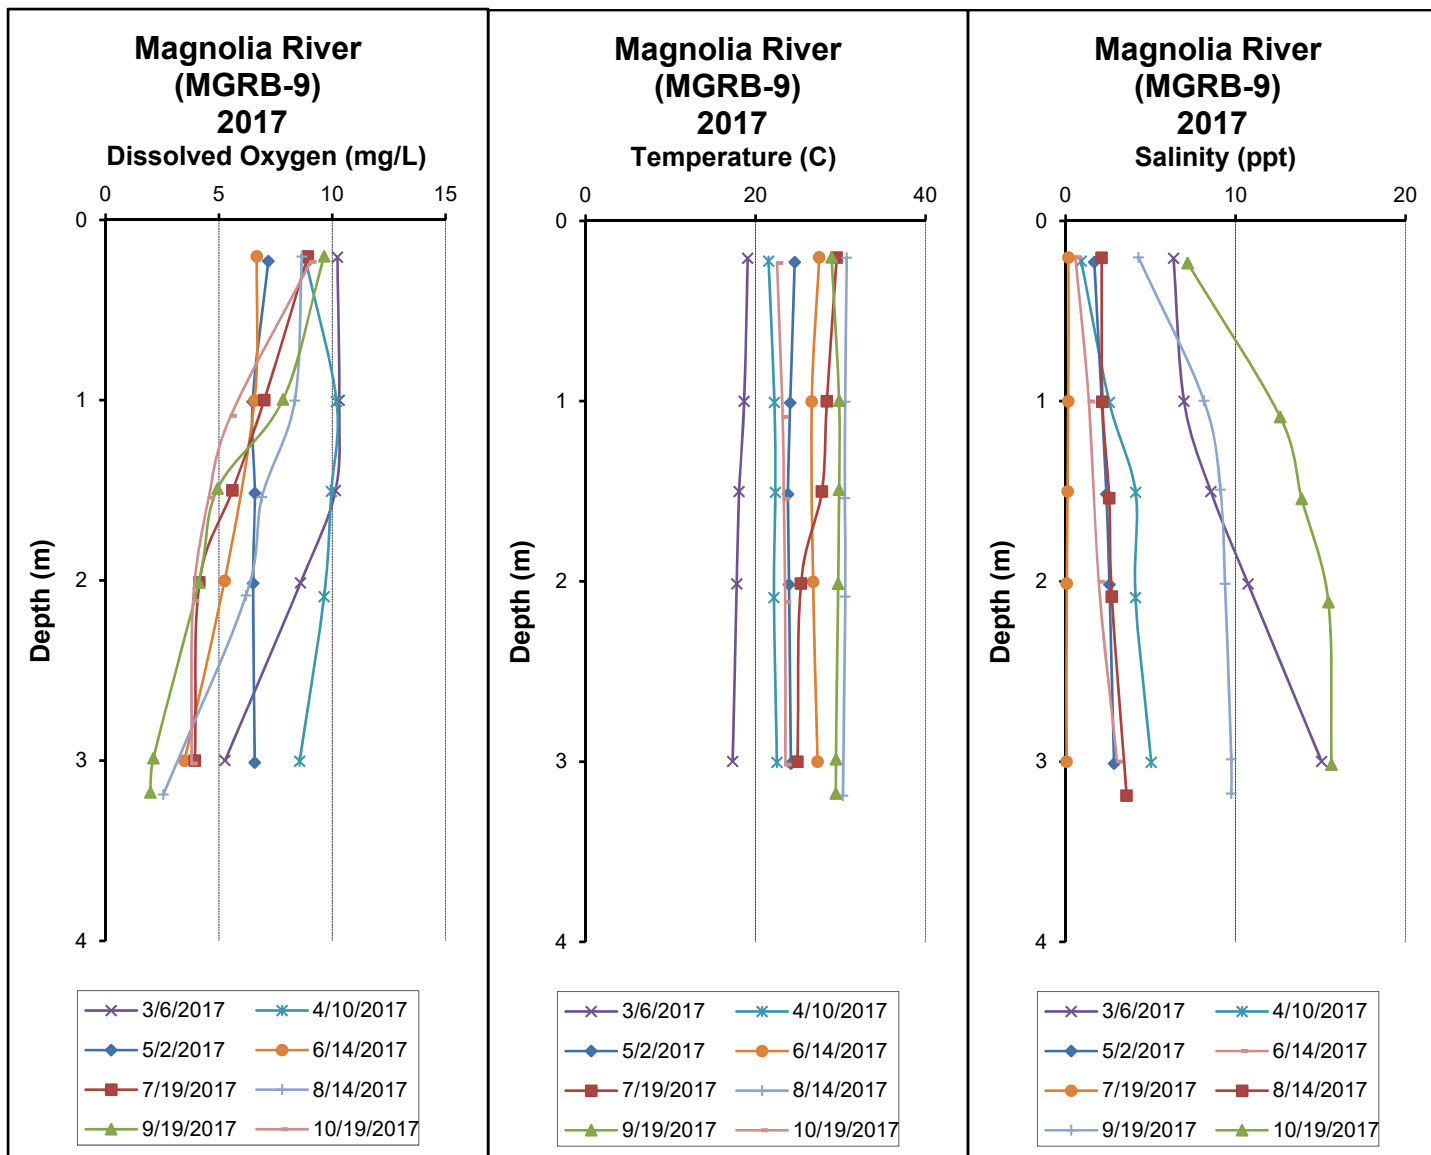 Magnolia River
(MGRB-9)
2017
Dissolved Oxygen (mg/L)
0 5 10 15
0
1
2
3
4
Depth (m)
3/6/2017 4/10/2017
5/2/2017 6/14/2017
7/19/2017 8/14/2017
9/19/2017 10/19/2017
Magnolia River
(MGRB-9)
2017
Temperature (C)
0 20 40
0
1
2
3
4
Depth (m)
3/6/2017 4/10/2017
5/2/2017 6/14/2017
7/19/2017 8/14/2017
9/19/2017 10/19/2017
Magnolia River
(MGRB-9)
2017
Salinity (ppt)
0 10 20
0
1
2
3
4
Depth (m)
3/6/2017 4/10/2017
5/2/2017 6/14/2017
7/19/2017 8/14/2017
9/19/2017 10/19/2017